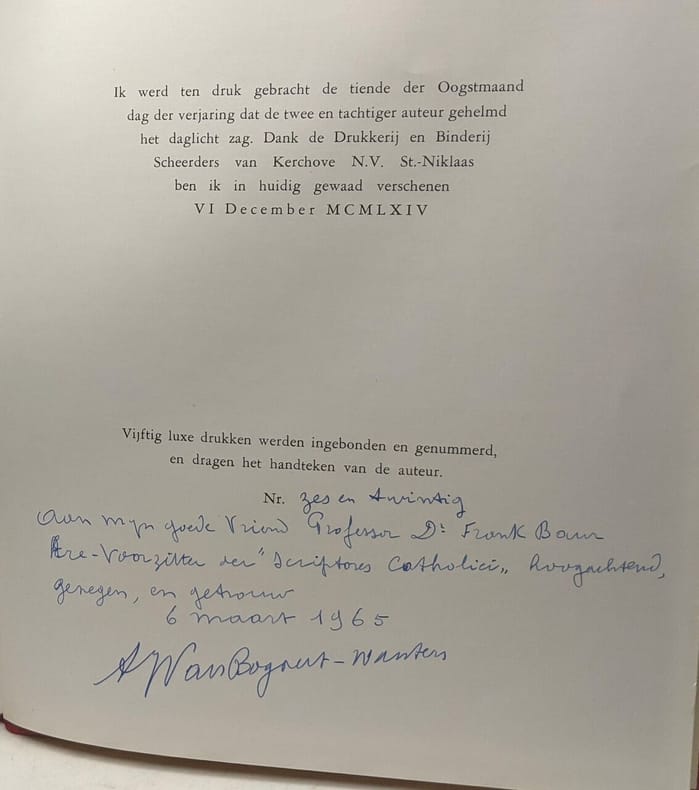 Ik werd ten druk gebracht de tiende der Oogstmaand
dag der verjaring dat de twee en tachtiger auteur gehelmd
het daglicht zag. Dank de Drukkerij en Binderij
Scheerders van Kerchove N.V. St.-Niklaas
ben ik in huidig gewaad verschenen
VI December MCMLXIV
Vijftig luxe drukken werden ingebonden en genummerd,
en dragen het handteken van de auteur.
Nr. zes en twintig
Aan mijn goede Vriend Professor Dr Frank Baur
Ere-Voorzitter der "Scriptores Catholici„ hoogachtend,
genegen, en getrouw
6 maart 1965
A Van Bogaert-Wauters